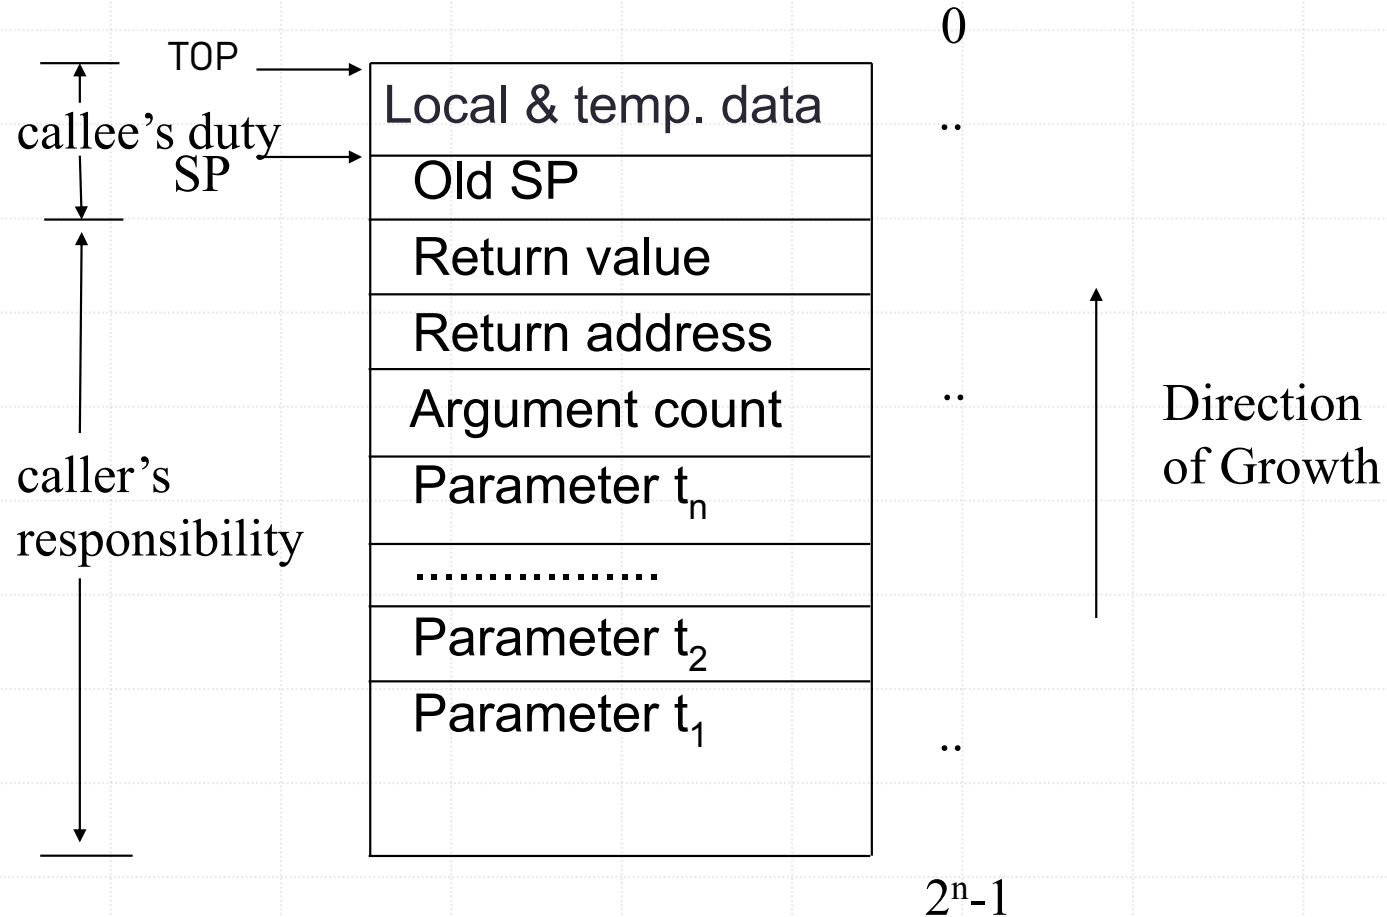 0
TOP
Local & temp. data
callee's duty
..
SP
Old SP
Return value
Return address
Argument count
..
Direction
of Growth
caller's
responsibility
Parameter tn
.................
Parameter t2
Parameter t1
..
2ⁿ-1